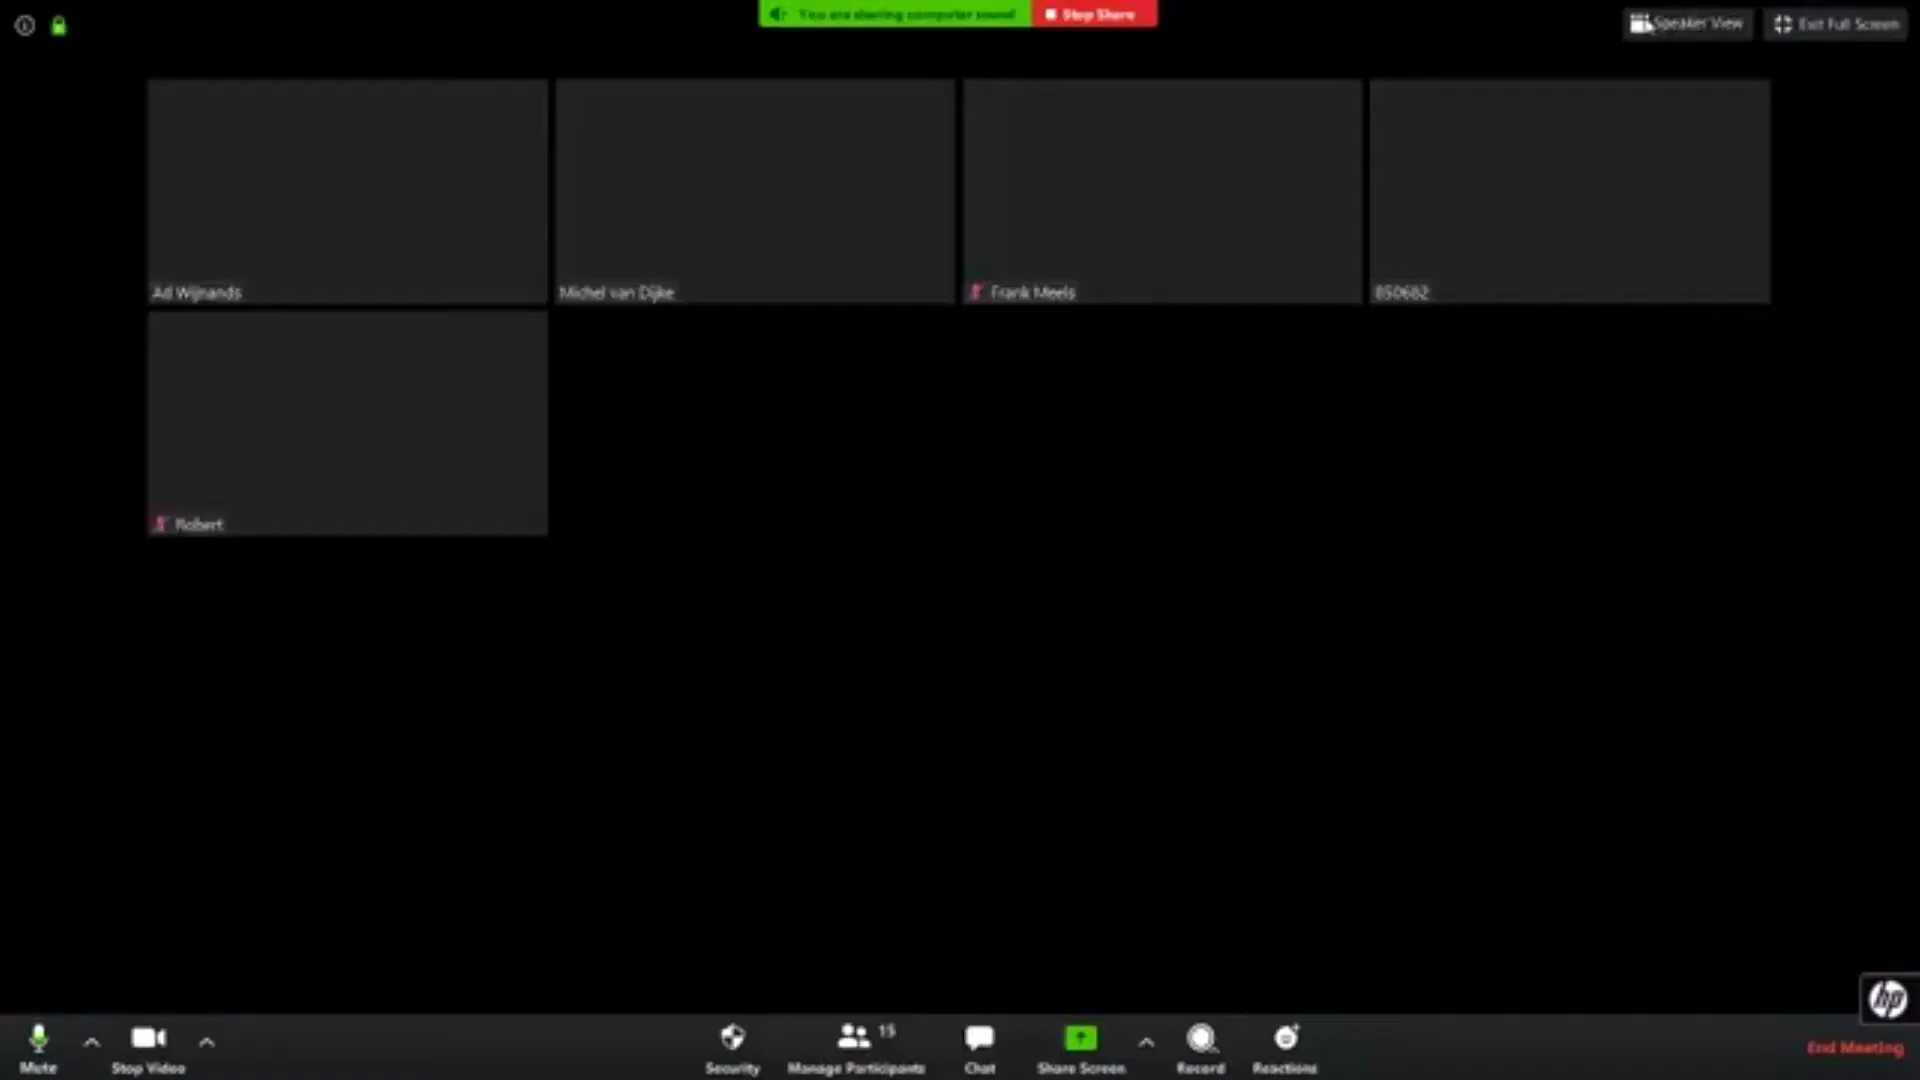 You are sharing computer sound
Stop Share
Speaker View
Exit Full Screen
Ad Wijnands
Michel van Dijke
Frank Meels
850682
Robert
hp
15
Mute
Stop Video
Security
Manage Participants
Chat
Share Screen
Record
Reactions
End Meeting